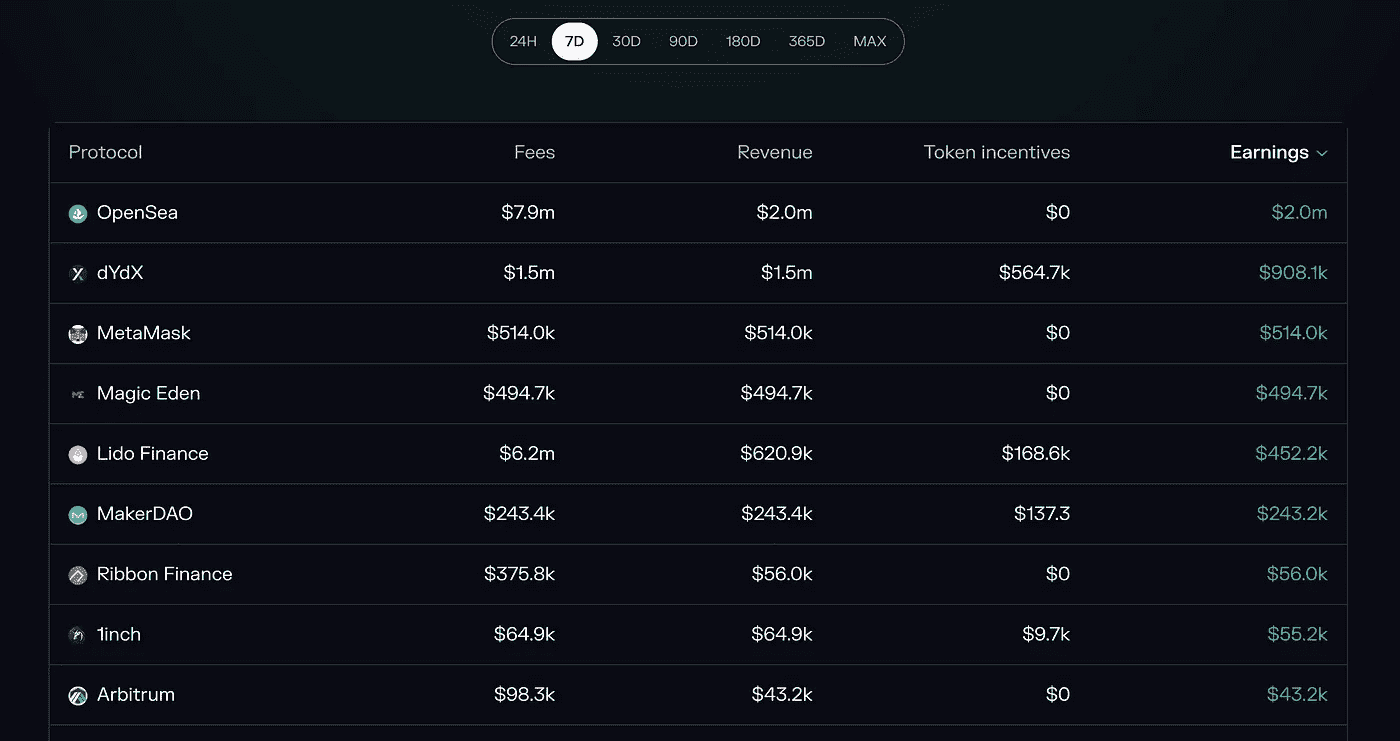 24H 7D 30D 90D 180D 365D MAX
Protocol Fees Revenue Token incentives Earnings
OpenSea $7.9m $2.0m $0 $2.0m
dYdX $1.5m $1.5m $564.7k $908.1k
MetaMask $514.0k $514.0k $0 $514.0k
Magic Eden $494.7k $494.7k $0 $494.7k
Lido Finance $6.2m $620.9k $168.6k $452.2k
MakerDAO $243.4k $243.4k $137.3 $243.2k
Ribbon Finance $375.8k $56.0k $0 $56.0k
1inch $64.9k $64.9k $9.7k $55.2k
Arbitrum $98.3k $43.2k $0 $43.2k